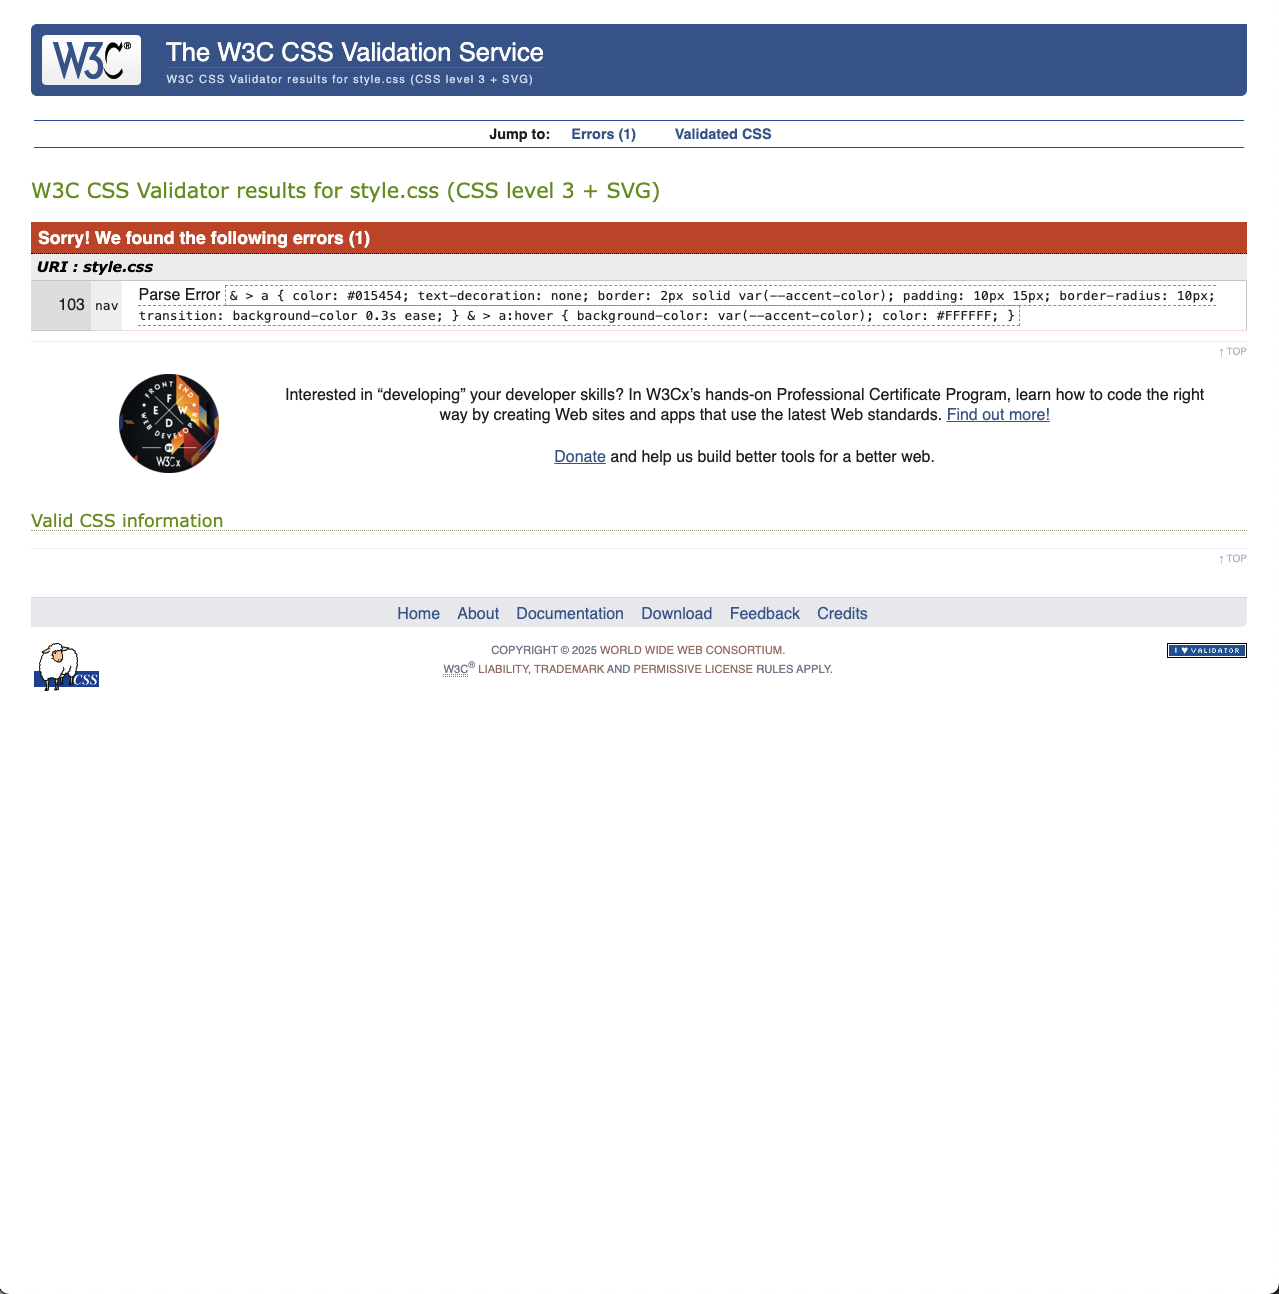 W3C®
The W3C CSS Validation Service
W3C CSS Validator results for style.css (CSS level 3 + SVG)
Jump to: Errors (1) Validated CSS
W3C CSS Validator results for style.css (CSS level 3 + SVG)
Sorry! We found the following errors (1)
URI : style.css
103 nav Parse Error & > a { color: #015454; text-decoration: none; border: 2px solid var(--accent-color); padding: 10px 15px; border-radius: 10px;
transition: background-color 0.3s ease; } & > a:hover { background-color: var(--accent-color); color: #FFFFFF; }
↑ TOP
FRONT END
F
E W
D
WEB DEVELOPER
W3Cx
Interested in “developing” your developer skills? In W3Cx’s hands-on Professional Certificate Program, learn how to code the right
way by creating Web sites and apps that use the latest Web standards. Find out more!
Donate and help us build better tools for a better web.
Valid CSS information
↑ TOP
Home About Documentation Download Feedback Credits
CSS
COPYRIGHT © 2025 WORLD WIDE WEB CONSORTIUM.
W3C® LIABILITY, TRADEMARK AND PERMISSIVE LICENSE RULES APPLY.
I ♥ VALIDATOR